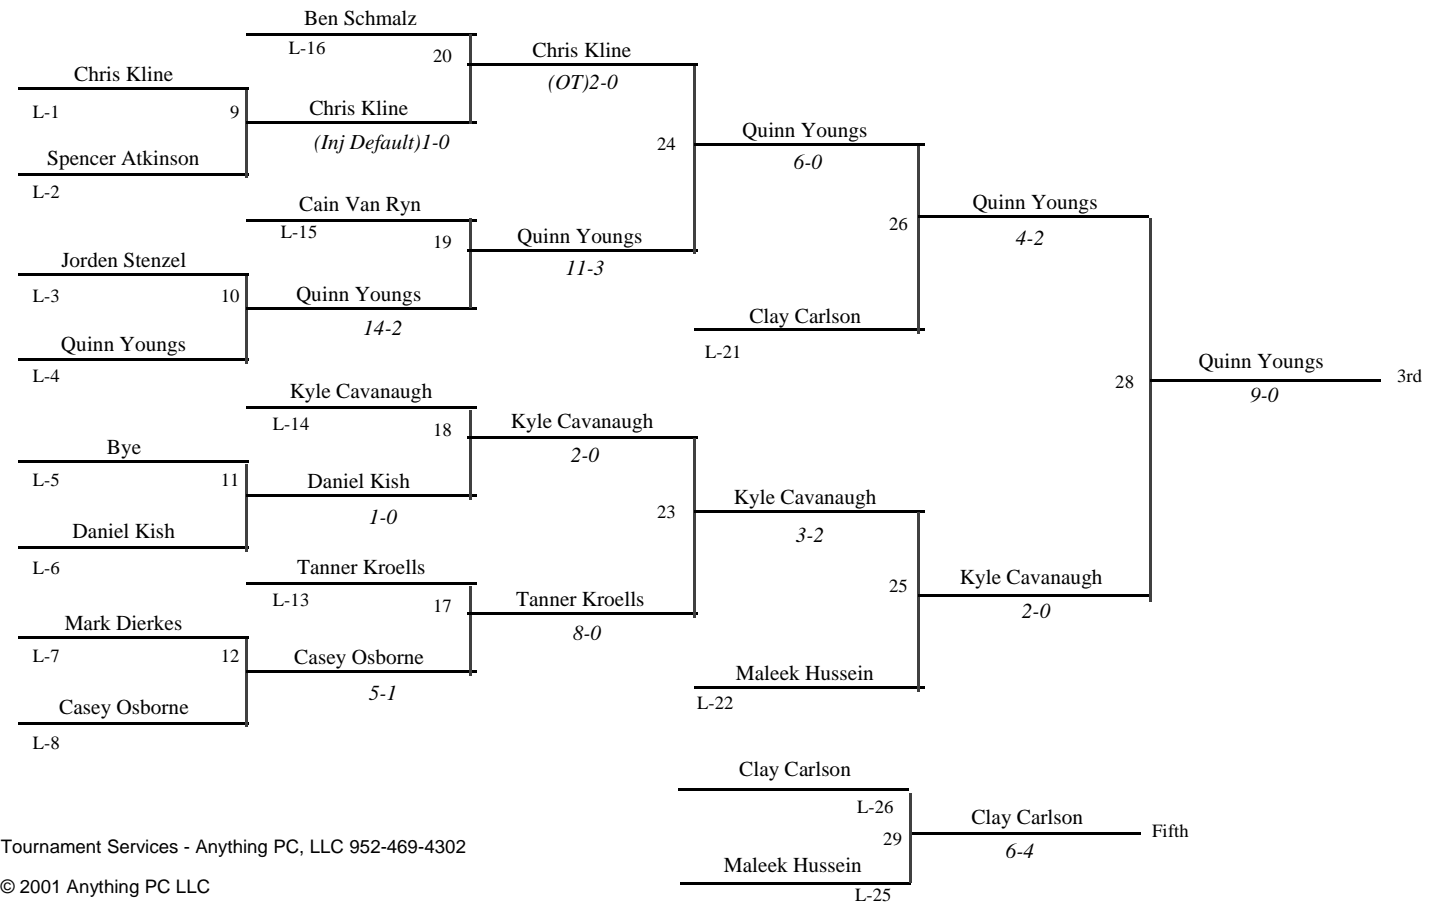 Ben Schmalz
L-16
20
Chris Kline
(OT)2-0
Chris Kline
L-1
9
Chris Kline
(Inj Default)1-0
Spencer Atkinson
L-2
24
Quinn Youngs
6-0
Cain Van Ryn
L-15
19
Quinn Youngs
11-3
26
Quinn Youngs
4-2
Jorden Stenzel
L-3
10
Quinn Youngs
14-2
Quinn Youngs
L-4
Clay Carlson
L-21
28
Quinn Youngs
9-0
3rd
Kyle Cavanaugh
L-14
18
Kyle Cavanaugh
2-0
Bye
L-5
11
Daniel Kish
1-0
Daniel Kish
L-6
23
Kyle Cavanaugh
3-2
Tanner Kroells
L-13
17
Tanner Kroells
8-0
25
Kyle Cavanaugh
2-0
Mark Dierkes
L-7
12
Casey Osborne
5-1
Casey Osborne
L-8
Maleek Hussein
L-22
Clay Carlson
L-26
29
Clay Carlson
6-4
Fifth
Maleek Hussein
L-25
Tournament Services - Anything PC, LLC 952-469-4302
© 2001 Anything PC LLC